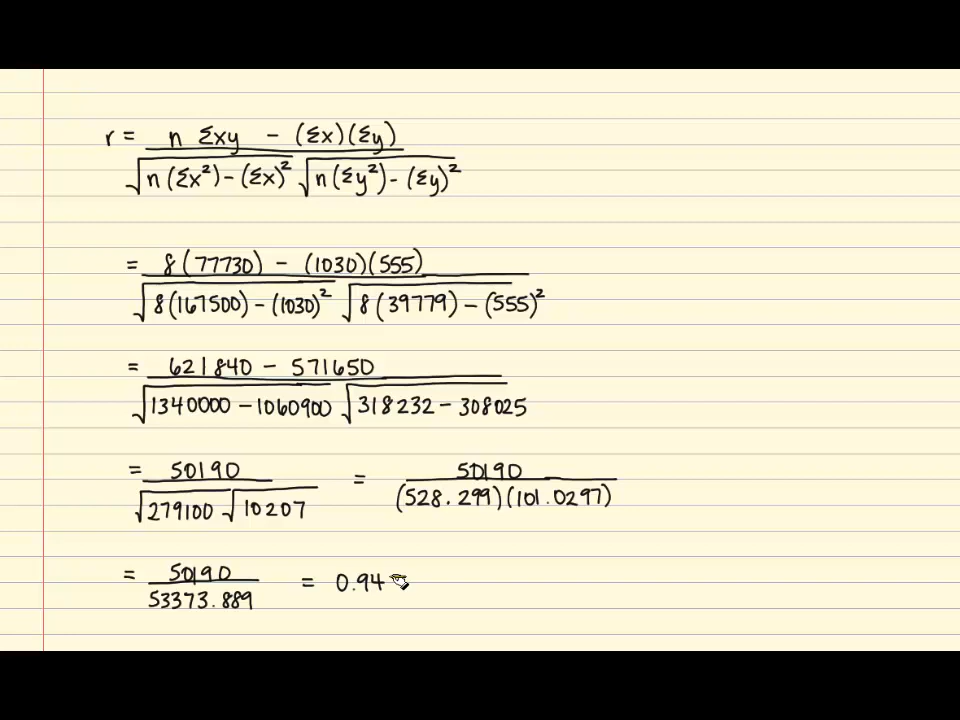 r = n Σxy - (Σx)(Σy)
√n(Σx²)-(Σx)² √n(Σy²)-(Σy)²
= 8(77730) - (1030)(555)
√8(167500)-(1030)² √8(39779)-(555)²
= 621840 - 571650
√1340000-1060900 √318232-308025
= 50190 = 50190
√279100 √10207 (528.299)(101.0297)
= 50190 = 0.94
53373.889